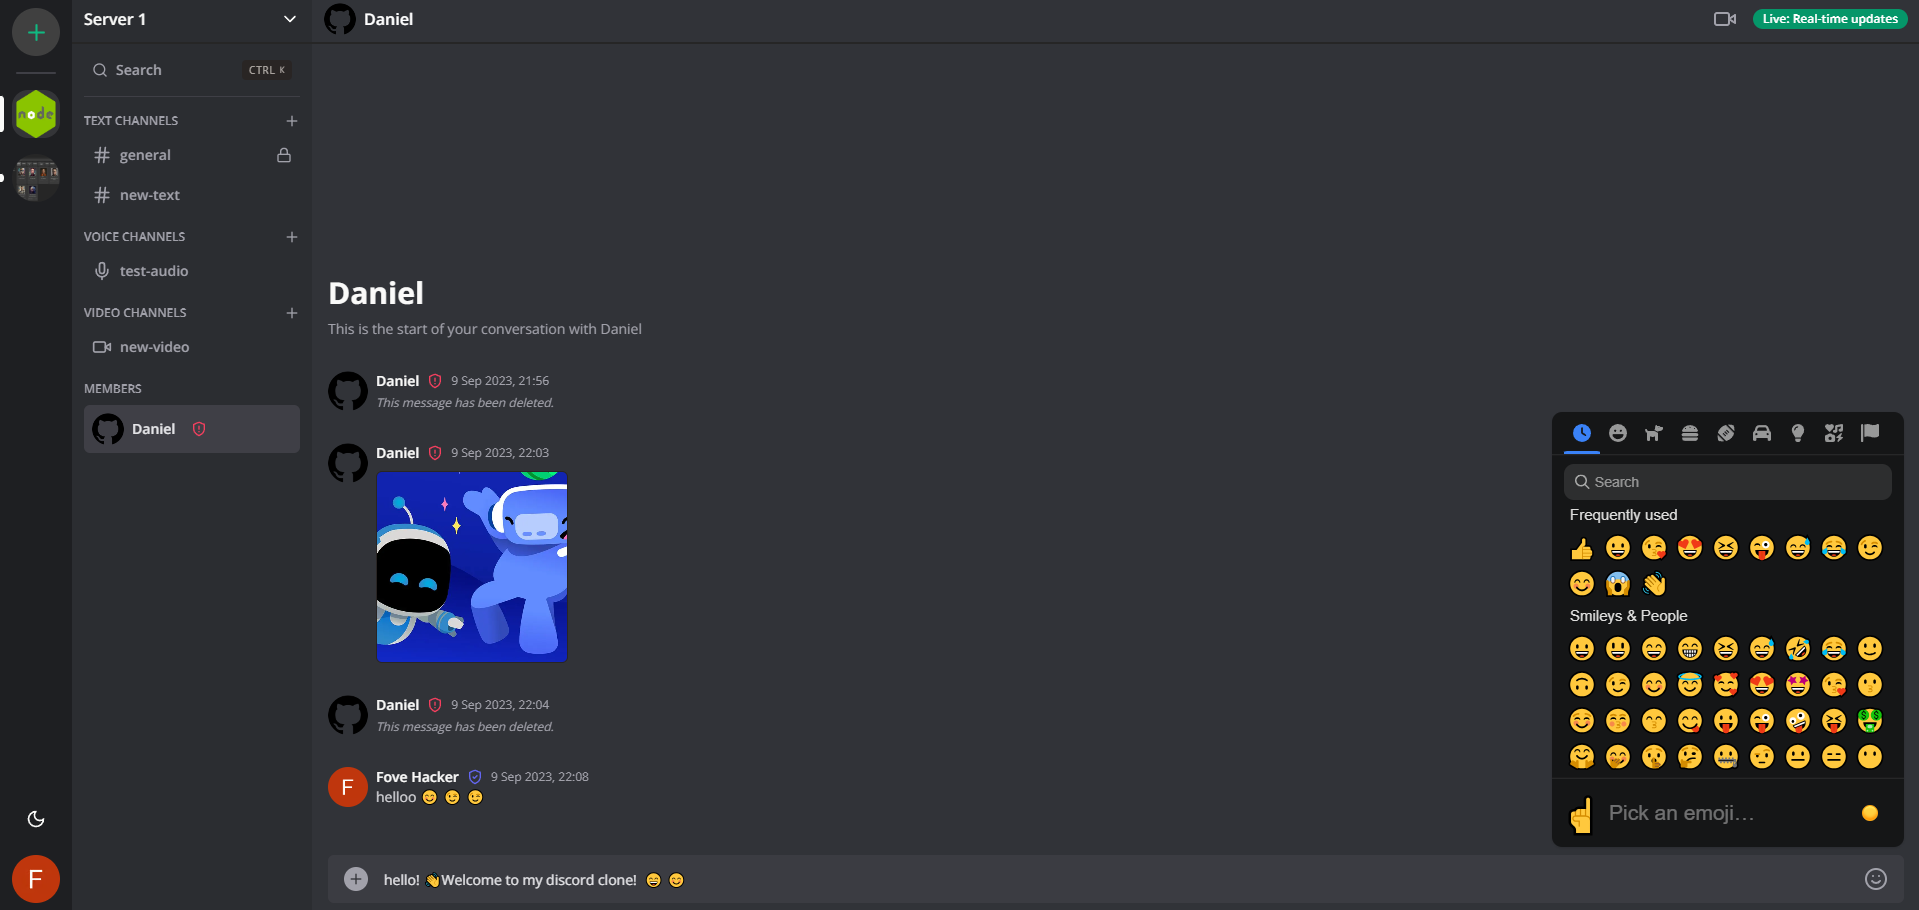 Server 1
Search CTRL K
TEXT CHANNELS
general
new-text
VOICE CHANNELS
test-audio
VIDEO CHANNELS
new-video
MEMBERS
Daniel
node
F
Daniel
Live: Real-time updates
Daniel
This is the start of your conversation with Daniel
Daniel 9 Sep 2023, 21:56
This message has been deleted.
Daniel 9 Sep 2023, 22:03
Daniel 9 Sep 2023, 22:04
This message has been deleted.
F
Fove Hacker 9 Sep 2023, 22:08
helloo 😊 😉 😉
hello! 👋Welcome to my discord clone! 😄 😊
Search
Frequently used
Smileys & People
Pick an emoji…